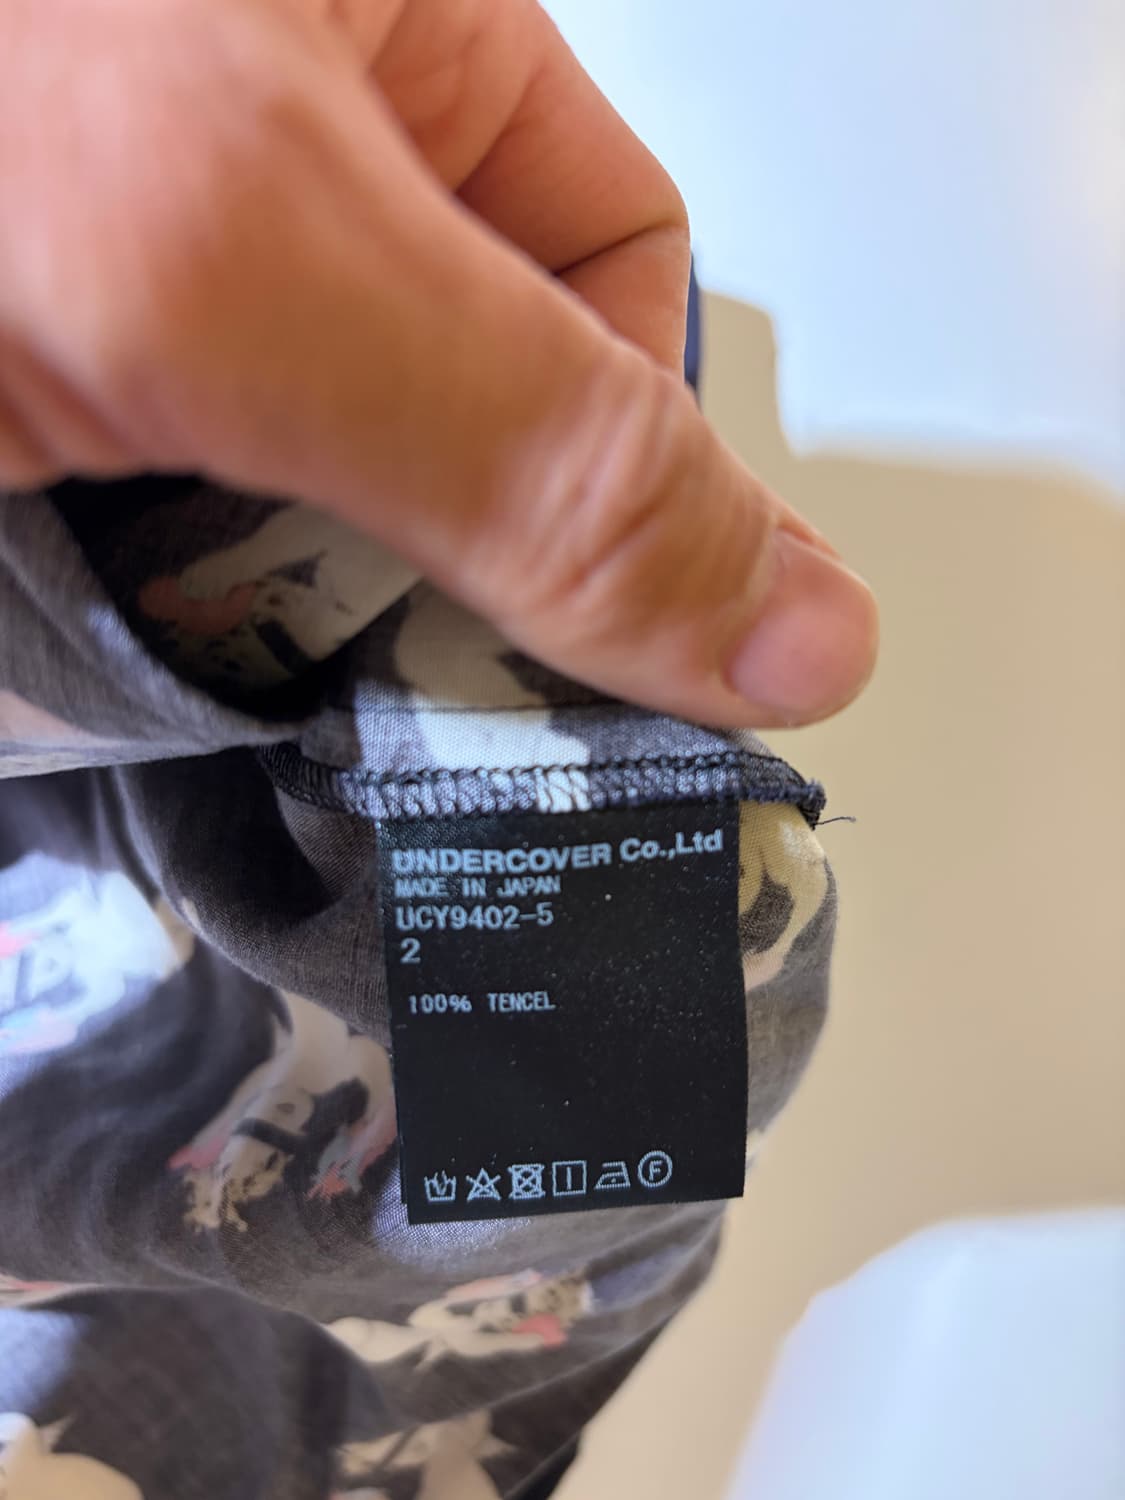 UNDERCOVER Co.,Ltd
MADE IN JAPAN
UCY9402-5
2
100% TENCEL
F